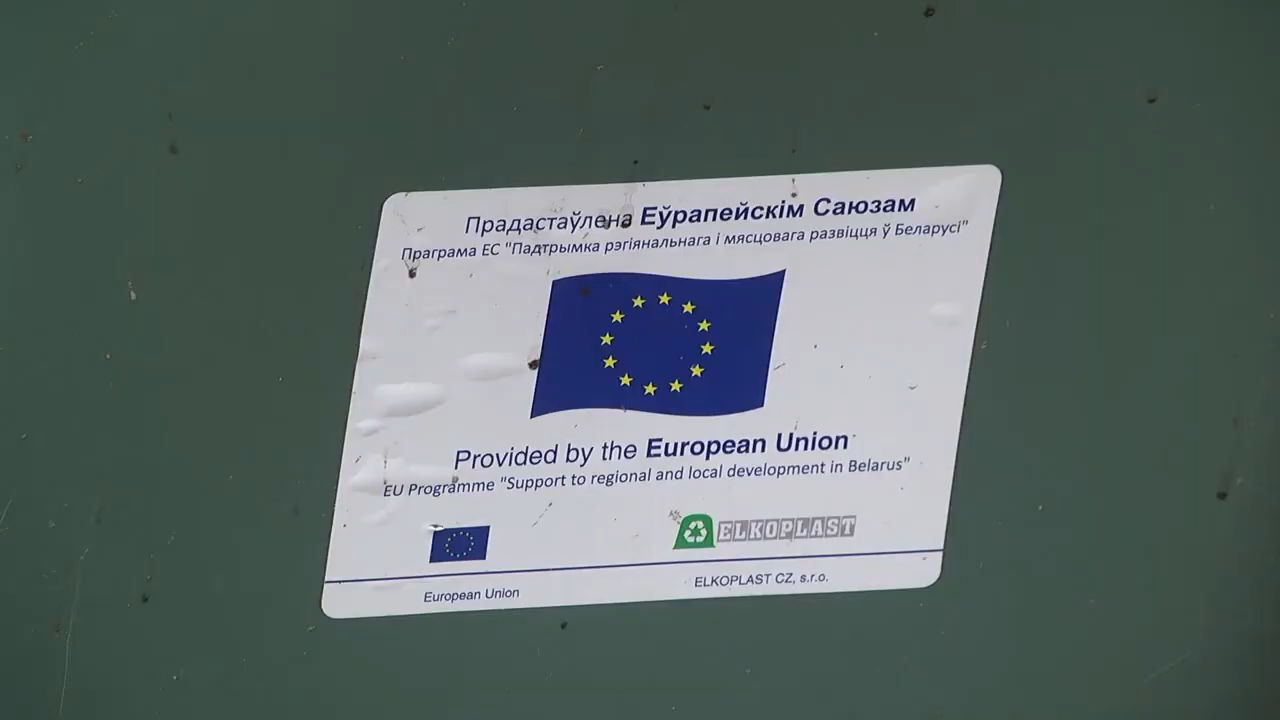 Прадастаўлена Еўрапейскім Саюзам
Праграма ЕС "Падтрымка рэгіянальнага і мясцовага развіцця ў Беларусі"
Provided by the European Union
EU Programme "Support to regional and local development in Belarus"
ELKOPLAST
European Union
ELKOPLAST CZ, s.r.o.